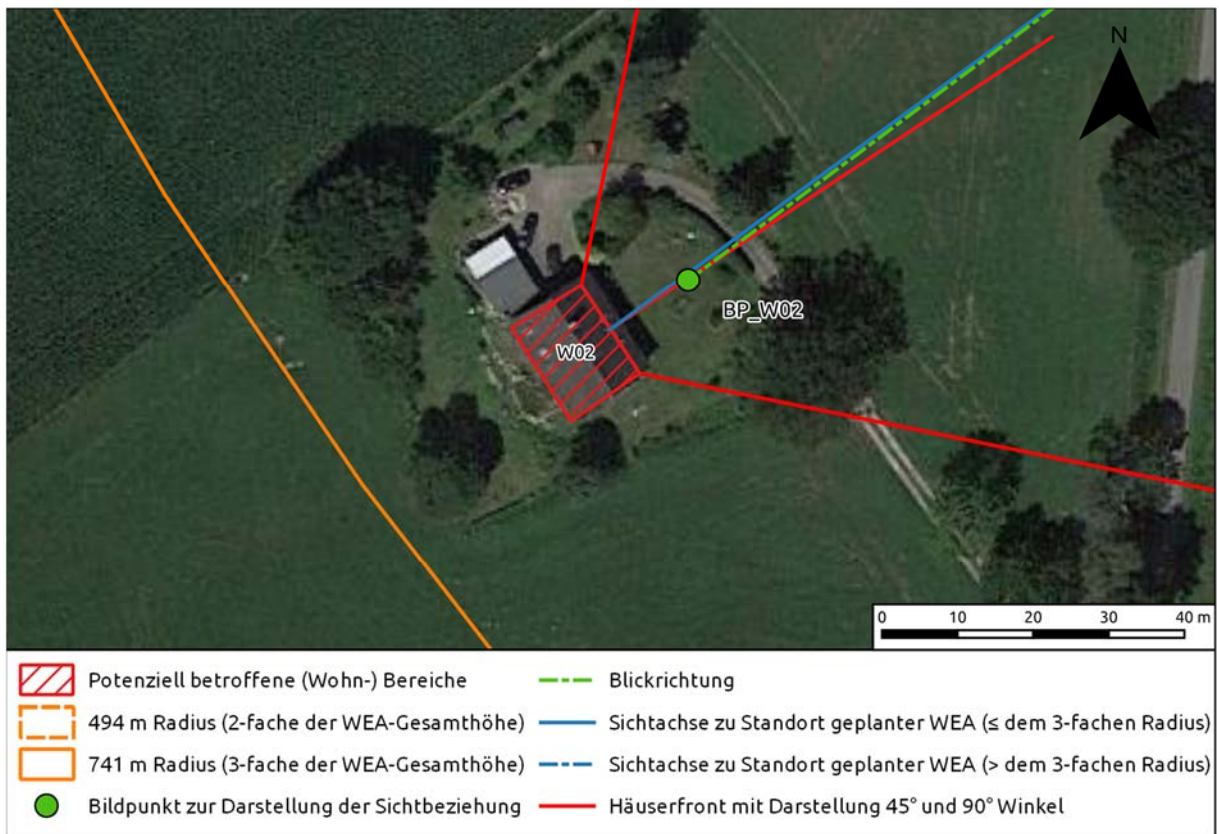 N
BP_W02
W02
0 10 20 30 40 m
Potenziell betroffene (Wohn-) Bereiche
494 m Radius (2-fache der WEA-Gesamthöhe)
741 m Radius (3-fache der WEA-Gesamthöhe)
Bildpunkt zur Darstellung der Sichtbeziehung
Blickrichtung
Sichtachse zu Standort geplanter WEA (≤ dem 3-fachen Radius)
Sichtachse zu Standort geplanter WEA (> dem 3-fachen Radius)
Häuserfront mit Darstellung 45° und 90° Winkel